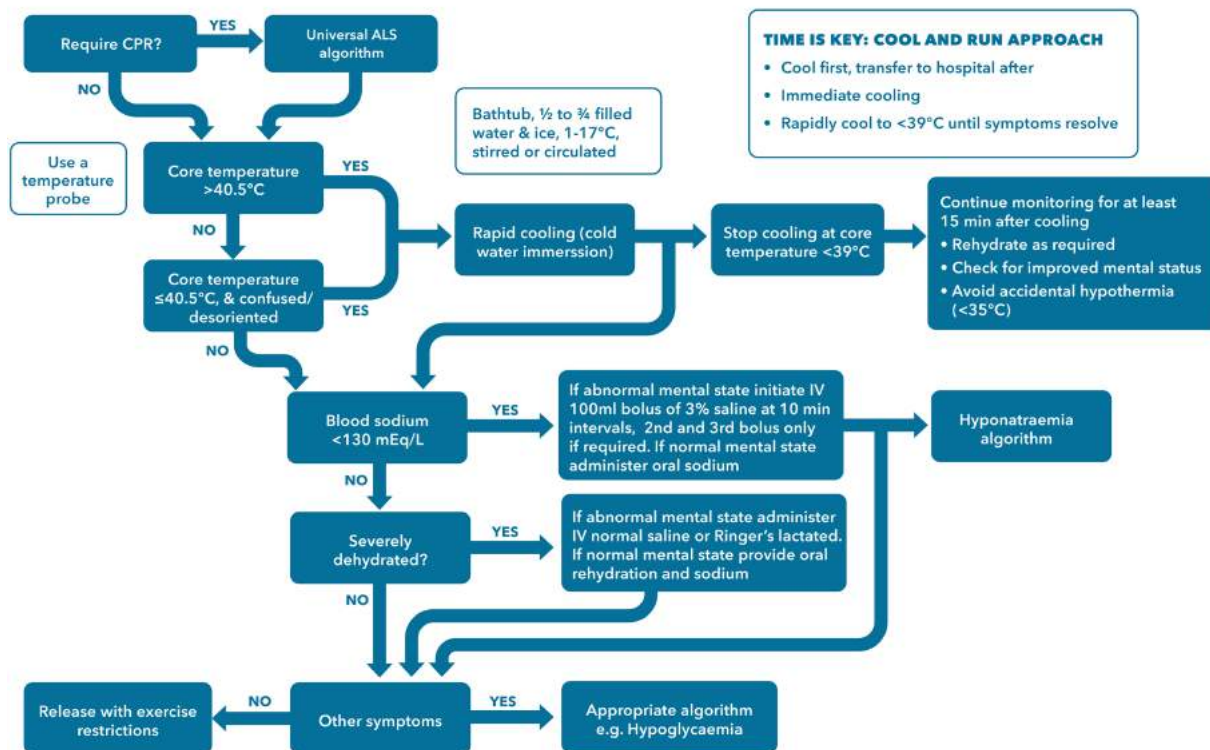 Require CPR?
YES
Universal ALS
algorithm
NO
TIME IS KEY: COOL AND RUN APPROACH
• Cool first, transfer to hospital after
• Immediate cooling
• Rapidly cool to <39°C until symptoms resolve
Bathtub, ½ to ¾ filled
water & ice, 1-17°C,
stirred or circulated
Use a
temperature
probe
Core temperature
>40.5°C
YES
NO
Rapid cooling (cold
water immerssion)
Stop cooling at core
temperature <39°C
Continue monitoring for at least
15 min after cooling
• Rehydrate as required
• Check for improved mental status
• Avoid accidental hypothermia
(<35°C)
Core temperature
≤40.5°C, & confused/
desoriented
YES
NO
Blood sodium
<130 mEq/L
YES
If abnormal mental state initiate IV
100ml bolus of 3% saline at 10 min
intervals, 2nd and 3rd bolus only
if required. If normal mental state
administer oral sodium
Hyponatraemia
algorithm
NO
Severely
dehydrated?
YES
If abnormal mental state administer
IV normal saline or Ringer's lactated.
If normal mental state provide oral
rehydration and sodium
NO
Release with exercise
restrictions
NO
Other symptoms
YES
Appropriate algorithm
e.g. Hypoglycaemia